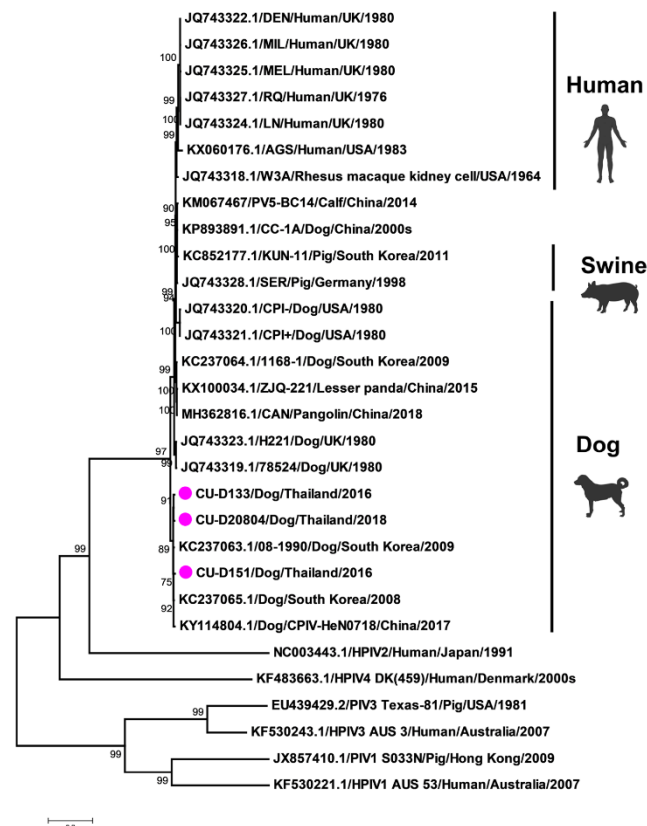 JQ743322.1/DEN/Human/UK/1980
JQ743326.1/MIL/Human/UK/1980
100
JQ743325.1/MEL/Human/UK/1980
Human
99
JQ743327.1/RQ/Human/UK/1976
100
JQ743324.1/LN/Human/UK/1980
99
KX060176.1/AGS/Human/USA/1983
JQ743318.1/W3A/Rhesus macaque kidney cell/USA/1964
90
KM067467/PV5-BC14/Calf/China/2014
95
KP893891.1/CC-1A/Dog/China/2000s
100
KC852177.1/KUN-11/Pig/South Korea/2011
Swine
JQ743328.1/SER/Pig/Germany/1998
99
94
JQ743320.1/CPI-/Dog/USA/1980
100
JQ743321.1/CPI+/Dog/USA/1980
99
KC237064.1/1168-1/Dog/South Korea/2009
100
KX100034.1/ZJQ-221/Lesser panda/China/2015
100
MH362816.1/CAN/Pangolin/China/2018
JQ743323.1/H221/Dog/UK/1980
Dog
97
99
JQ743319.1/78524/Dog/UK/1980
91
CU-D133/Dog/Thailand/2016
CU-D20804/Dog/Thailand/2018
89
KC237063.1/08-1990/Dog/South Korea/2009
99
CU-D151/Dog/Thailand/2016
75
KC237065.1/Dog/South Korea/2008
92
KY114804.1/Dog/CPIV-HeN0718/China/2017
NC003443.1/HPIV2/Human/Japan/1991
KF483663.1/HPIV4 DK(459)/Human/Denmark/2000s
EU439429.2/PIV3 Texas-81/Pig/USA/1981
99
KF530243.1/HPIV3 AUS 3/Human/Australia/2007
99
JX857410.1/PIV1 S033N/Pig/Hong Kong/2009
99
KF530221.1/HPIV1 AUS 53/Human/Australia/2007